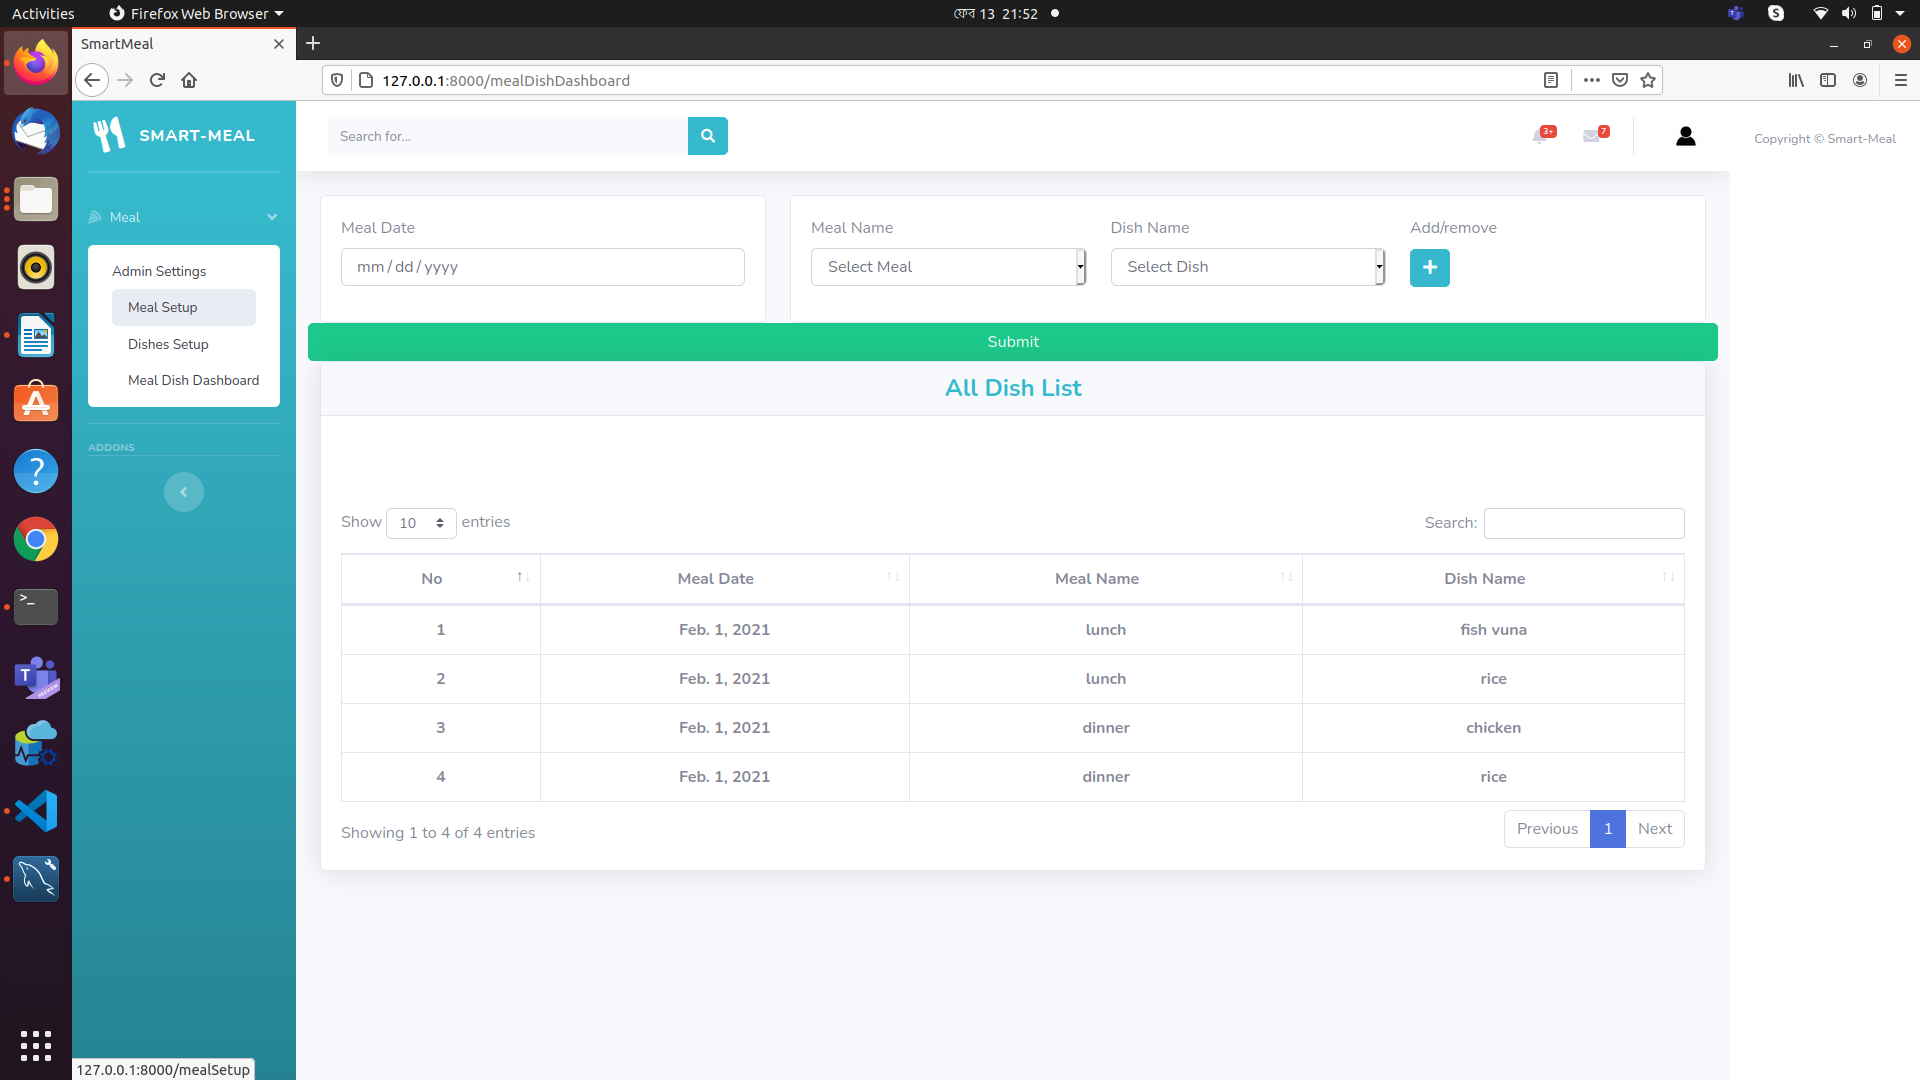 Activities Firefox Web Browser ফেব 13 21:52
SmartMeal
127.0.0.1:8000/mealDishDashboard
SMART-MEAL
Search for...
3+
7
Copyright © Smart-Meal
Meal
Admin Settings
Meal Setup
Dishes Setup
Meal Dish Dashboard
ADDONS
Meal Date
mm / dd / yyyy
Meal Name Dish Name Add/remove
Select Meal Select Dish
Submit
All Dish List
Show 10 entries Search:
No Meal Date Meal Name Dish Name
1 Feb. 1, 2021 lunch fish vuna
2 Feb. 1, 2021 lunch rice
3 Feb. 1, 2021 dinner chicken
4 Feb. 1, 2021 dinner rice
Showing 1 to 4 of 4 entries Previous 1 Next
127.0.0.1:8000/mealSetup